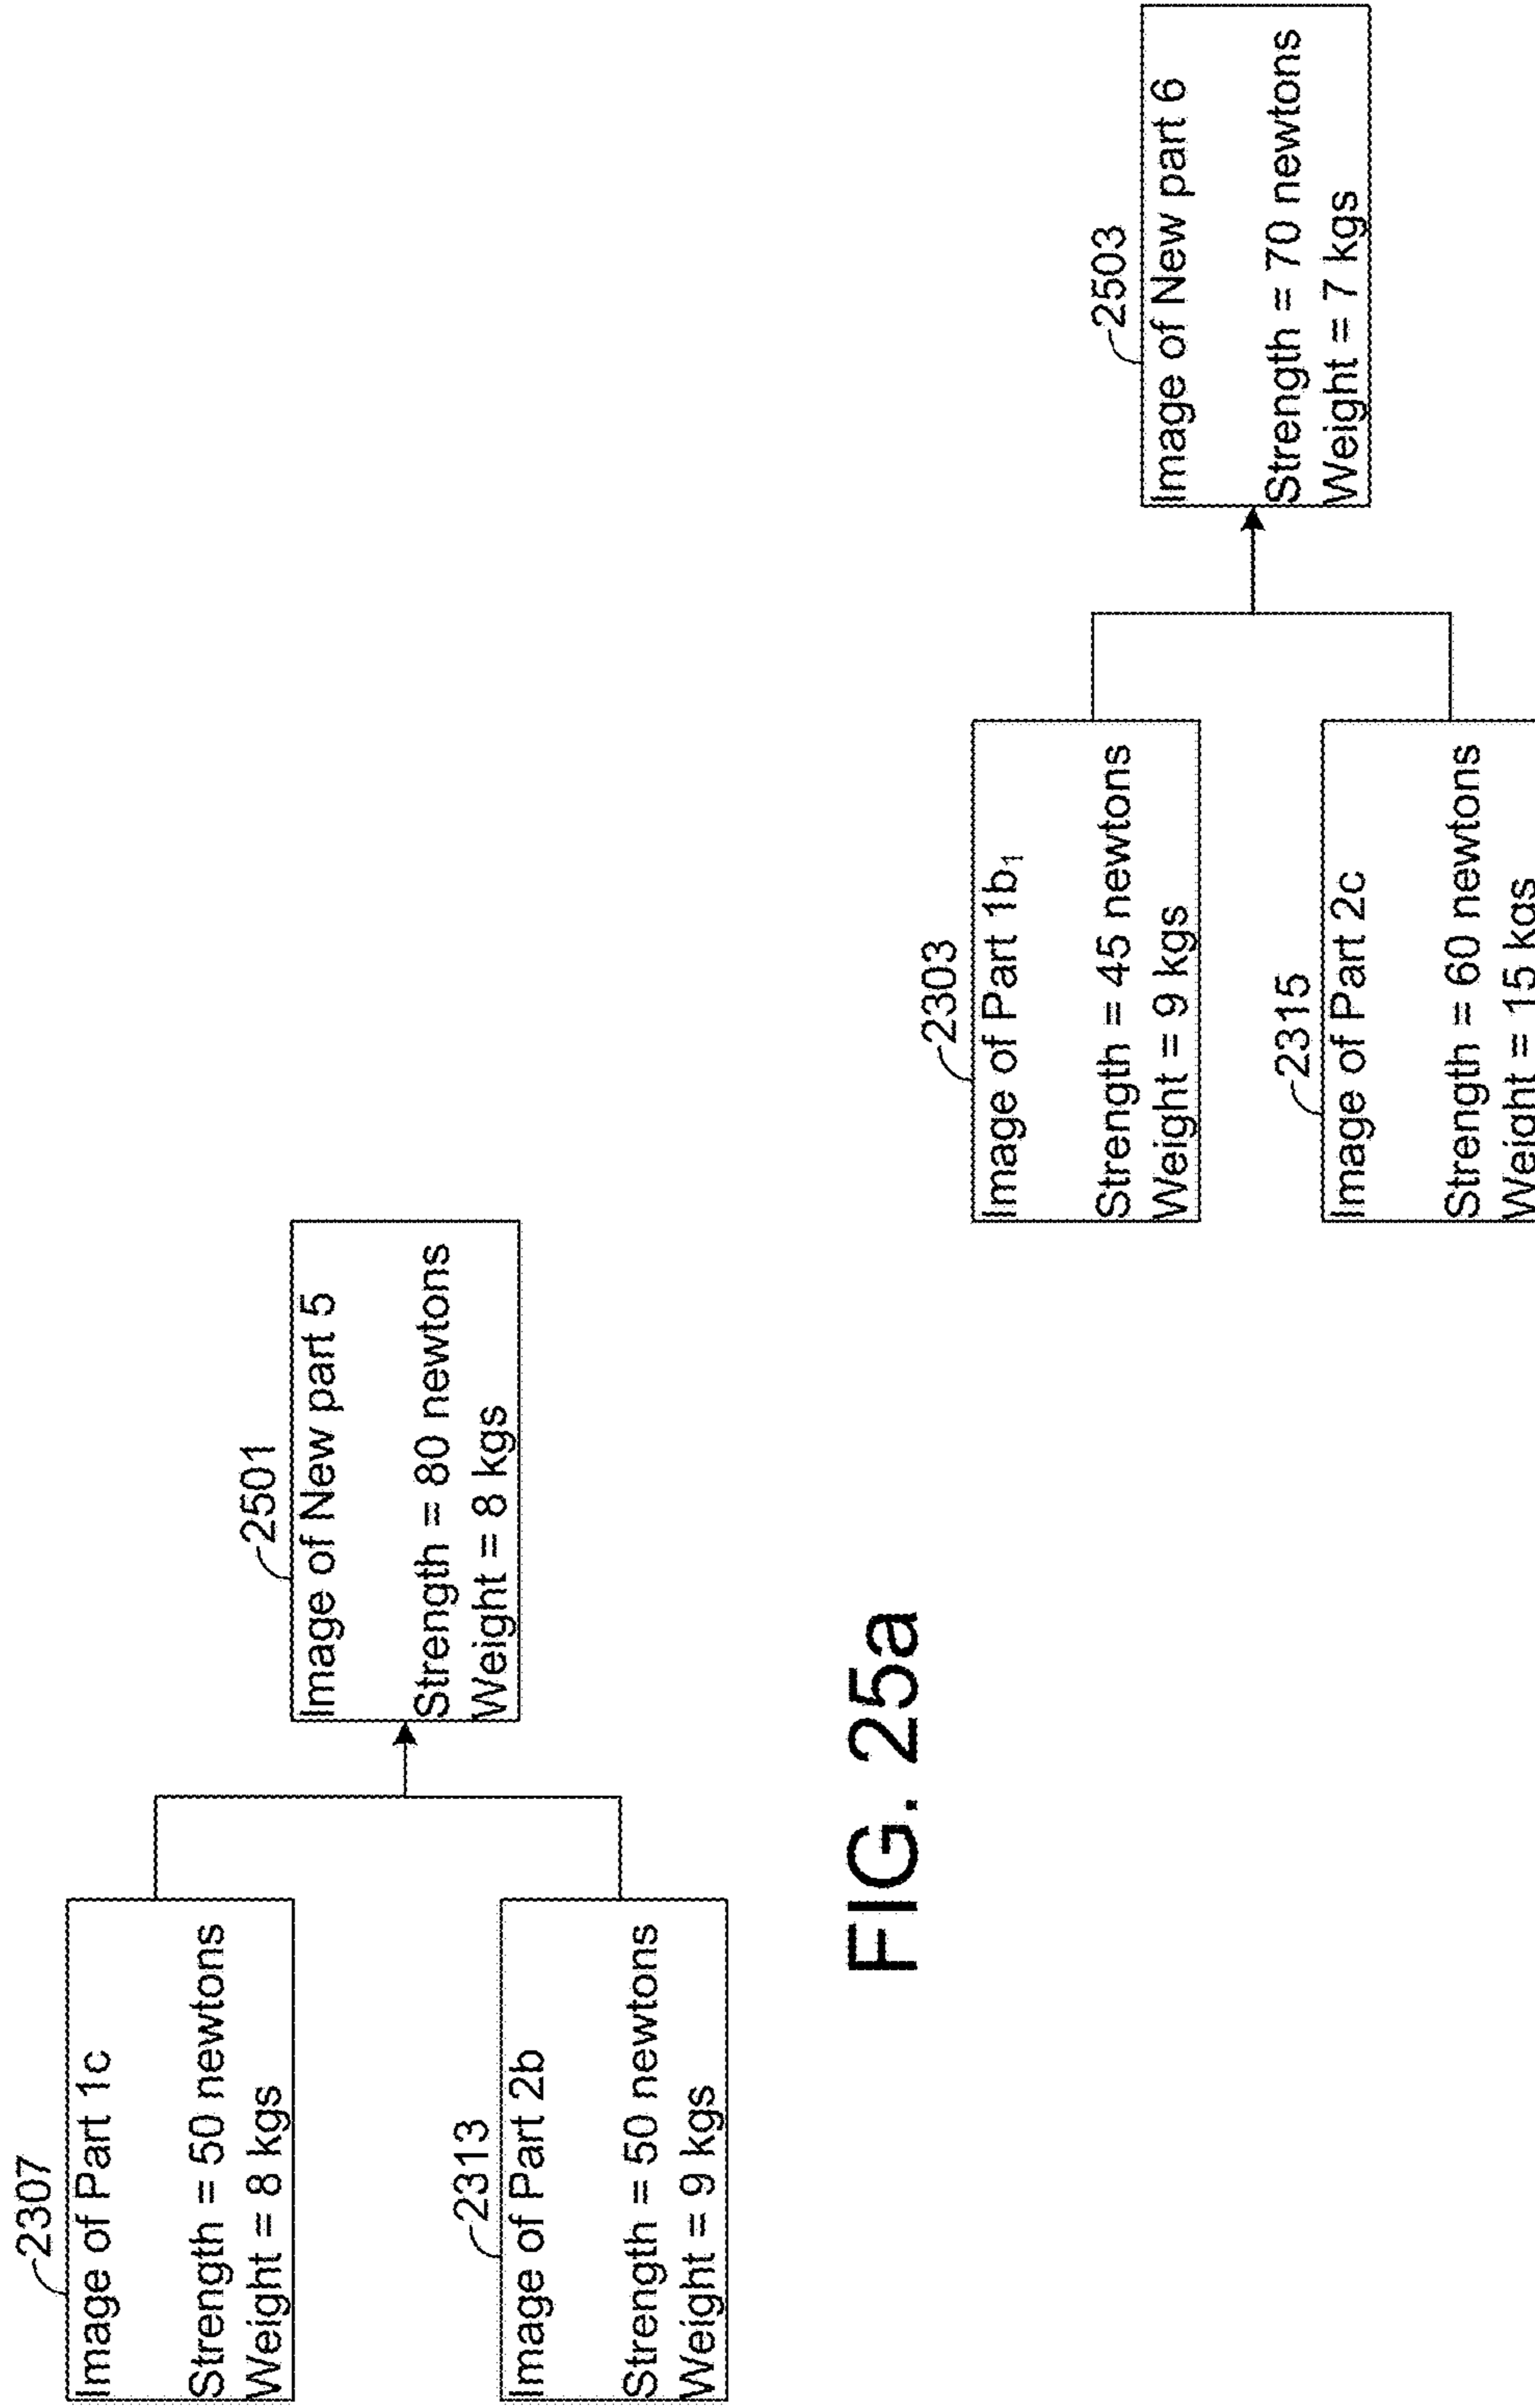 2307
Image of Part 1c
Strength = 50 newtons
Weight = 8 kgs
2313
Image of Part 2b
Strength = 50 newtons
Weight = 9 kgs
2501
Image of New part 5
Strength = 80 newtons
Weight = 8 kgs
FIG. 25a
2303
Image of Part 1b₁
Strength = 45 newtons
Weight = 9 kgs
2315
Image of Part 2c
Strength = 60 newtons
Weight = 15 kgs
2503
Image of New part 6
Strength = 70 newtons
Weight = 7 kgs